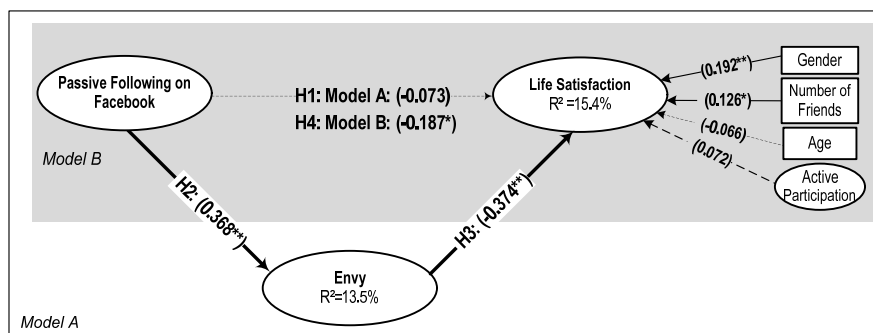 Passive Following on
Facebook
H1: Model A: (-0.073)
H4: Model B: (-0.187*)
Life Satisfaction
R² =15.4%
(0.192**)
Gender
(0.126*)
Number of
Friends
(-0.066)
Age
(0.072)
Active
Participation
Model B
H2: (0.368**)
H3: (-0.374**)
Envy
R²=13.5%
Model A